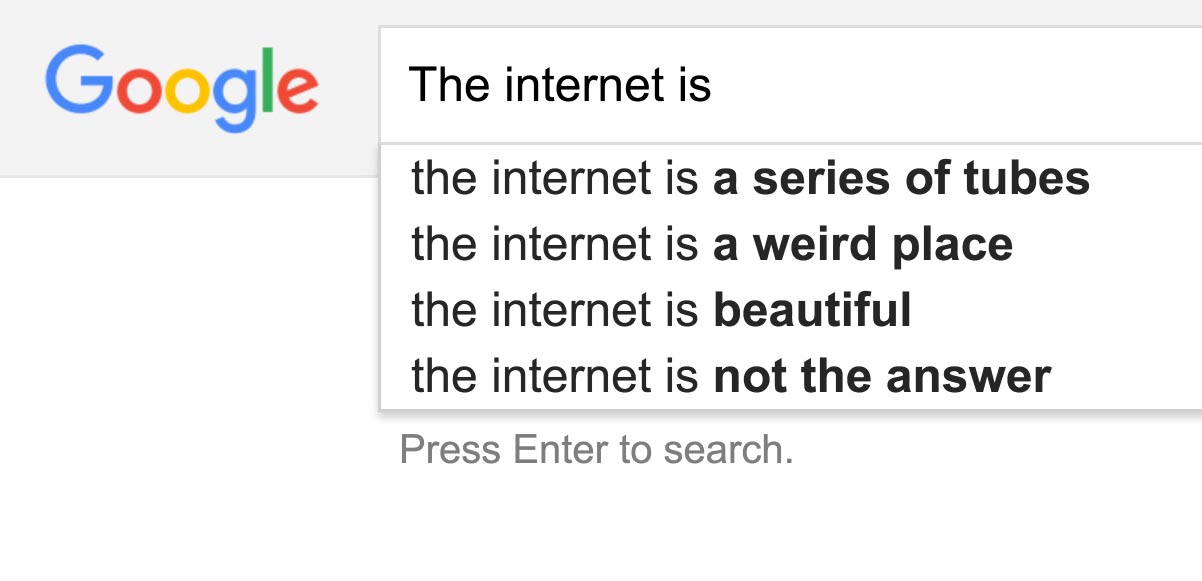 Google
The internet is
the internet is a series of tubes
the internet is a weird place
the internet is beautiful
the internet is not the answer
Press Enter to search.